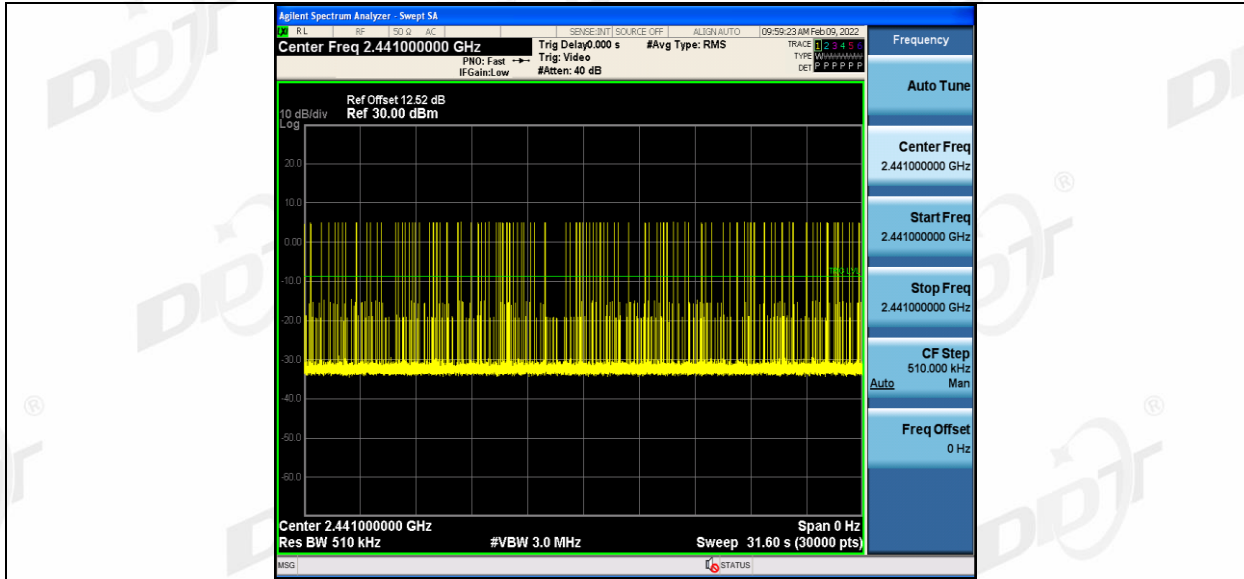 Agilent Spectrum Analyzer - Swept SA
RL RF 50 Ω AC SENSE:INT SOURCE OFF ALIGN AUTO 09:59:23 AM Feb 09, 2022
Center Freq 2.441000000 GHz
PNO: Fast
IFGain:Low
Trig Delay0.000 s
Trig: Video
#Atten: 40 dB
#Avg Type: RMS
TRACE 1 2 3 4 5 6
TYPE W
DET P P P P P P
Frequency
Auto Tune
Center Freq
2.441000000 GHz
Start Freq
2.441000000 GHz
Stop Freq
2.441000000 GHz
CF Step
510.000 kHz
Auto Man
Freq Offset
0 Hz
Ref Offset 12.52 dB
10 dB/div Ref 30.00 dBm
Log
20.0
10.0
0.00
TRIG LVL
-10.0
-20.0
-30.0
-40.0
-50.0
-60.0
Center 2.441000000 GHz Span 0 Hz
Res BW 510 kHz #VBW 3.0 MHz Sweep 31.60 s (30000 pts)
MSG STATUS
DDT
®